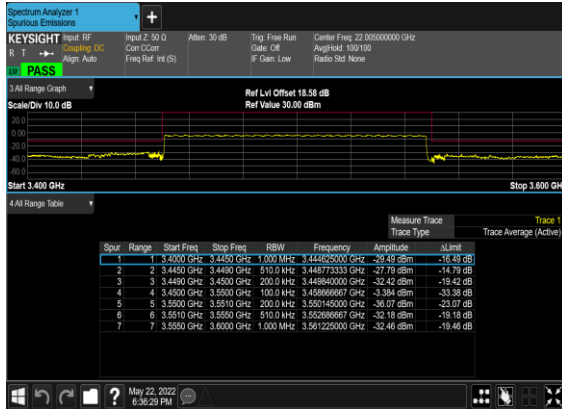 Spectrum Analyzer 1
Spurious Emissions
KEYSIGHT Input: RF Input Z: 50 Ω Atten: 30 dB Trig: Free Run Center Freq: 22.005000000 GHz
R T Coupling: DC Corr CCorr Gate: Off Avg|Hold: 100/100
Align: Auto Freq Ref: Int (S) IF Gain: Low Radio Std: None
PASS
3 All Range Graph
Ref Lvl Offset 18.58 dB
Scale/Div 10.0 dB Ref Value 30.00 dBm
20.0
0.00
-20.0
-40.0
-60.0
Start 3.400 GHz Stop 3.600 GH
4 All Range Table
Measure Trace Trace 1
Trace Type Trace Average (Active)
Spur Range Start Freq Stop Freq RBW Frequency Amplitude ΔLimit
1 1 3.4000 GHz 3.4450 GHz 1.000 MHz 3.444625000 GHz -29.49 dBm -16.49 dB
2 2 3.4450 GHz 3.4490 GHz 510.0 kHz 3.448773333 GHz -27.79 dBm -14.79 dB
3 3 3.4490 GHz 3.4500 GHz 200.0 kHz 3.449840000 GHz -32.42 dBm -19.42 dB
4 4 3.4500 GHz 3.5500 GHz 100.0 kHz 3.458666667 GHz -3.384 dBm -33.38 dB
5 5 3.5500 GHz 3.5510 GHz 200.0 kHz 3.550145000 GHz -36.07 dBm -23.07 dB
6 6 3.5510 GHz 3.5550 GHz 510.0 kHz 3.552686667 GHz -32.18 dBm -19.18 dB
7 7 3.5550 GHz 3.6000 GHz 1.000 MHz 3.561225000 GHz -32.46 dBm -19.46 dB
May 22, 2022
6:36:29 PM